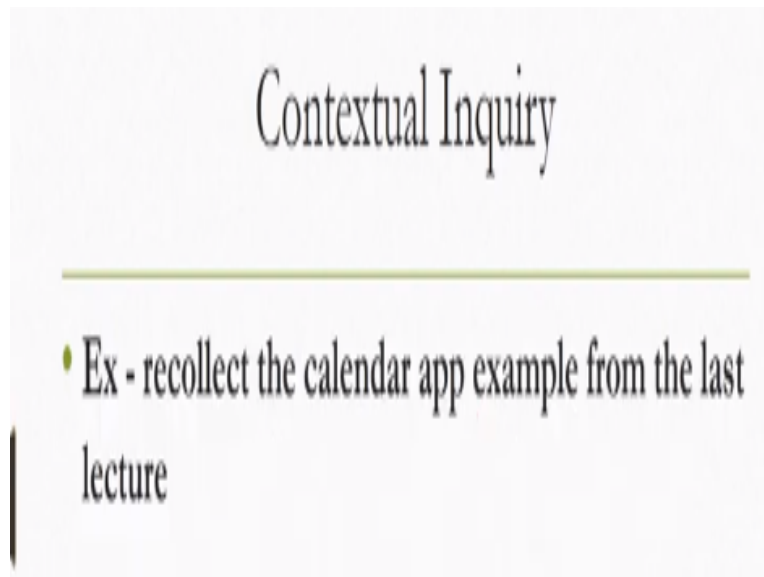 Contextual Inquiry
• Ex - recollect the calendar app example from the last
lecture